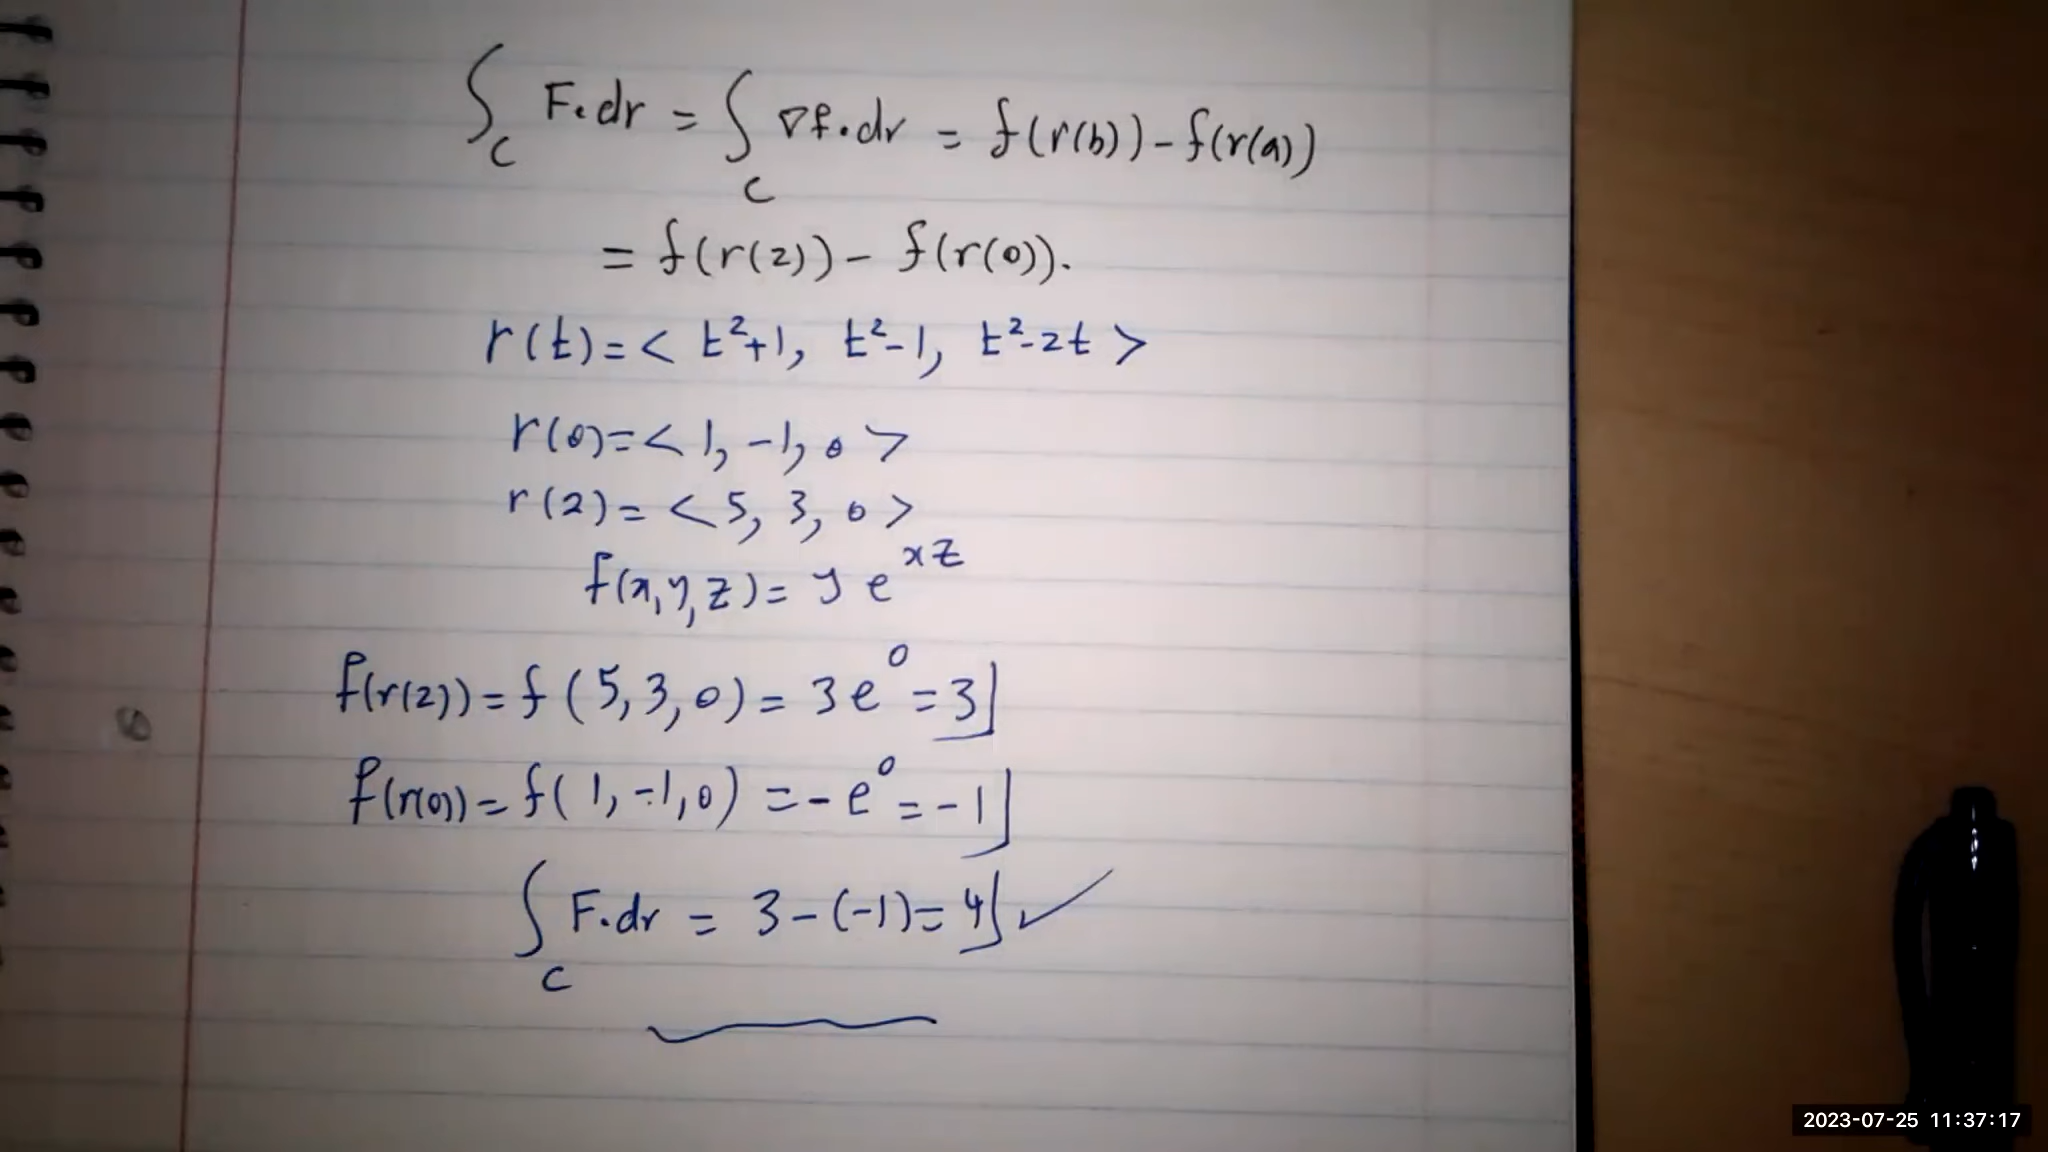 ∫_C F·dr = ∫_C ∇f·dr = f(r(b)) - f(r(a))
= f(r(2)) - f(r(0)).
r(t) = < t²+1, t²-1, t²-2t >
r(0) = < 1, -1, 0 >
r(2) = < 5, 3, 0 >
f(x,y,z) = y e^{xz}
f(r(2)) = f(5,3,0) = 3e^0 = 3
f(r(0)) = f(1,-1,0) = -e^0 = -1
∫_C F·dr = 3-(-1) = 4 ✓
2023-07-25 11:37:17